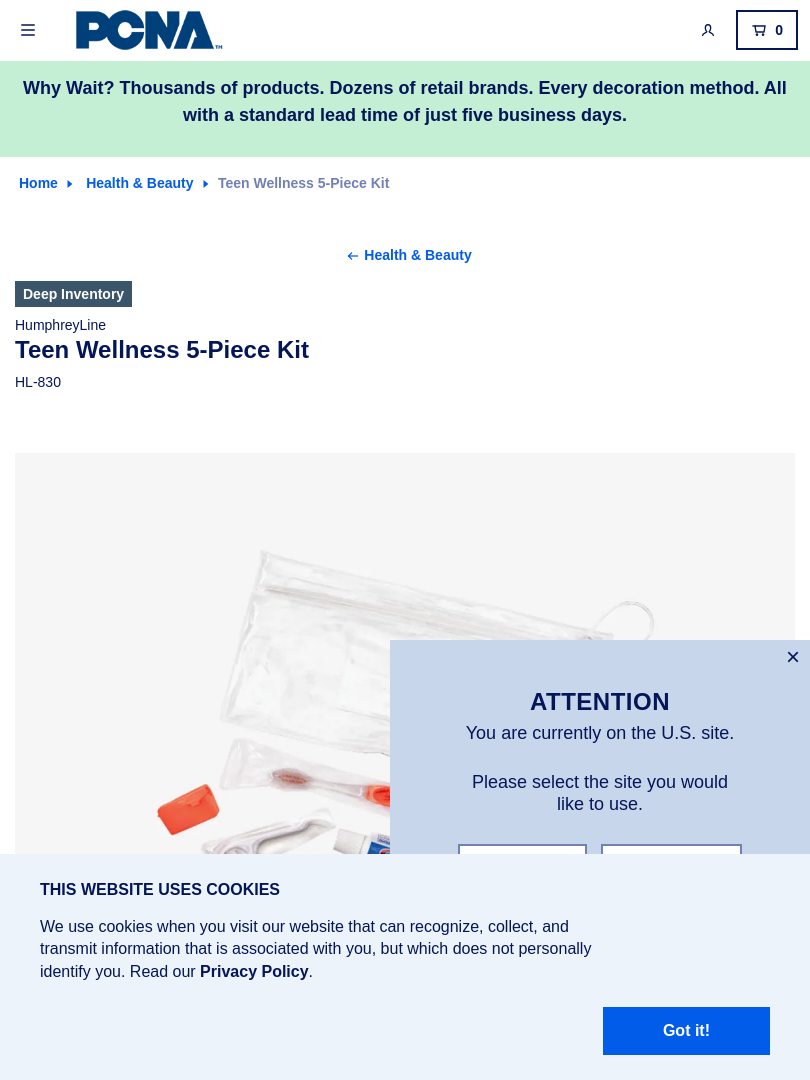 PCNA™
0
Why Wait? Thousands of products. Dozens of retail brands. Every decoration method. All
with a standard lead time of just five business days.
Home
Health & Beauty
Teen Wellness 5-Piece Kit
Health & Beauty
Deep Inventory
HumphreyLine
Teen Wellness 5-Piece Kit
HL-830
ATTENTION
You are currently on the U.S. site.
Please select the site you would
like to use.
THIS WEBSITE USES COOKIES
We use cookies when you visit our website that can recognize, collect, and
transmit information that is associated with you, but which does not personally
identify you. Read our Privacy Policy.
Got it!